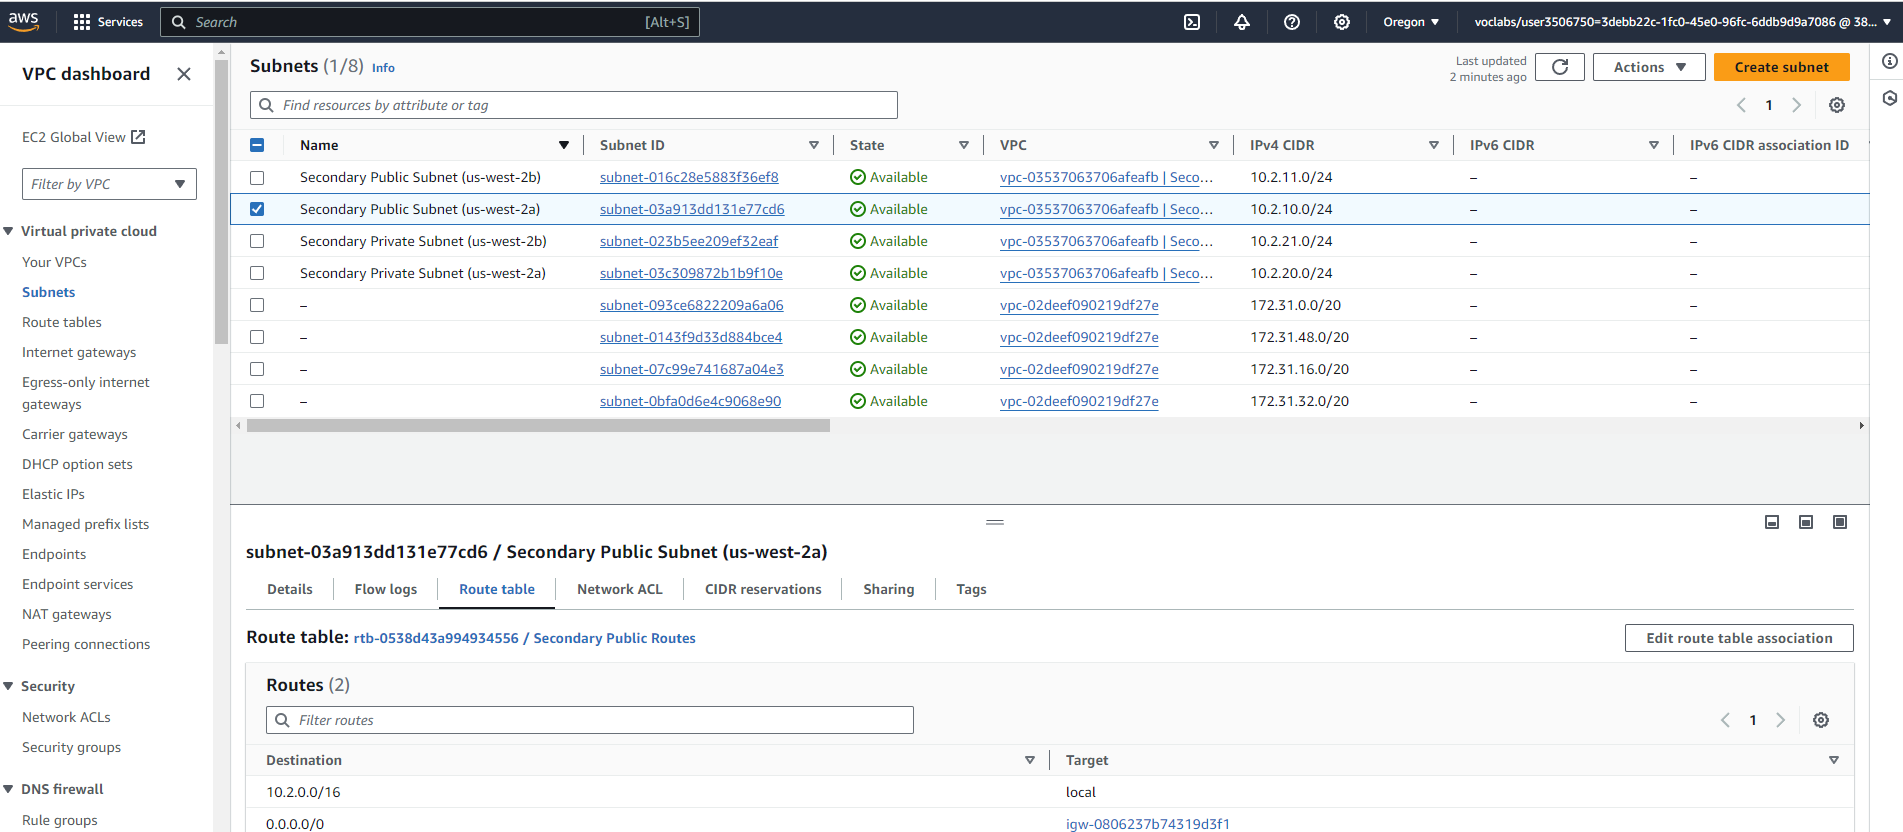 aws Services Search [Alt+S] Oregon voclabs/user3506750=3debb22c-1fc0-45e0-96fc-6ddb9d9a7086 @ 38...
VPC dashboard
EC2 Global View
Filter by VPC
Virtual private cloud
Your VPCs
Subnets
Route tables
Internet gateways
Egress-only internet
gateways
Carrier gateways
DHCP option sets
Elastic IPs
Managed prefix lists
Endpoints
Endpoint services
NAT gateways
Peering connections
Security
Network ACLs
Security groups
DNS firewall
Rule groups
Subnets (1/8) Info
Last updated
2 minutes ago
Actions
Create subnet
Find resources by attribute or tag
1
Name Subnet ID State VPC IPv4 CIDR IPv6 CIDR IPv6 CIDR association ID
Secondary Public Subnet (us-west-2b) subnet-016c28e5883f36ef8 Available vpc-03537063706afeafb | Seco... 10.2.11.0/24 – –
Secondary Public Subnet (us-west-2a) subnet-03a913dd131e77cd6 Available vpc-03537063706afeafb | Seco... 10.2.10.0/24 – –
Secondary Private Subnet (us-west-2b) subnet-023b5ee209ef32eaf Available vpc-03537063706afeafb | Seco... 10.2.21.0/24 – –
Secondary Private Subnet (us-west-2a) subnet-03c309872b1b9f10e Available vpc-03537063706afeafb | Seco... 10.2.20.0/24 – –
– subnet-093ce6822209a6a06 Available vpc-02deef090219df27e 172.31.0.0/20 – –
– subnet-0143f9d33d884bce4 Available vpc-02deef090219df27e 172.31.48.0/20 – –
– subnet-07c99e741687a04e3 Available vpc-02deef090219df27e 172.31.16.0/20 – –
– subnet-0bfa0d6e4c9068e90 Available vpc-02deef090219df27e 172.31.32.0/20 – –
subnet-03a913dd131e77cd6 / Secondary Public Subnet (us-west-2a)
Details Flow logs Route table Network ACL CIDR reservations Sharing Tags
Route table: rtb-0538d43a994934556 / Secondary Public Routes
Edit route table association
Routes (2)
Filter routes
1
Destination Target
10.2.0.0/16 local
0.0.0.0/0 igw-0806237b74319d3f1